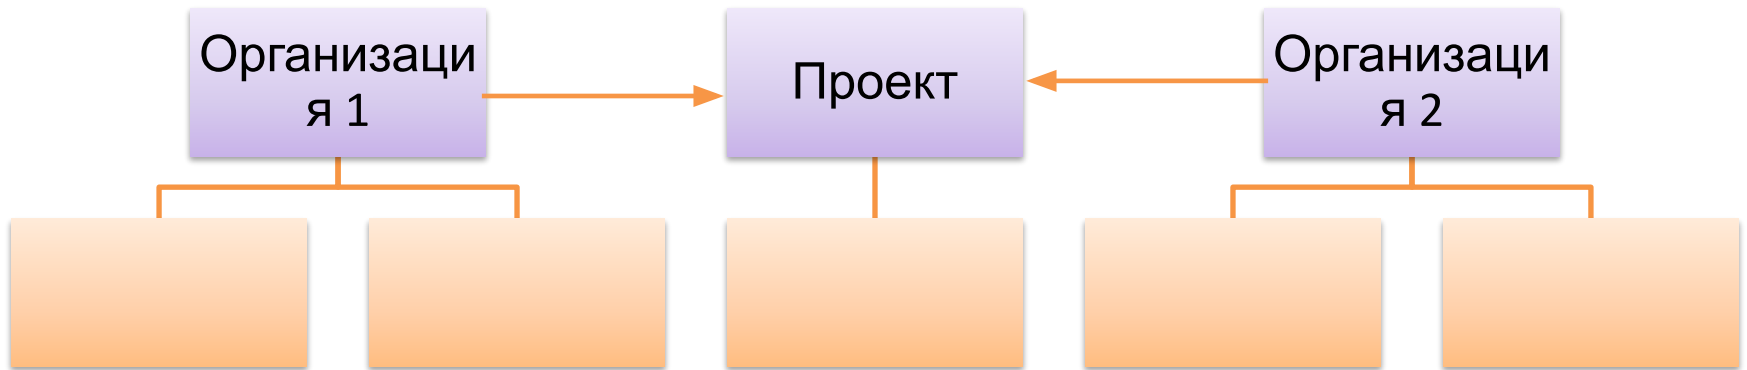 Организаци
я 1
Проект
Организаци
я 2